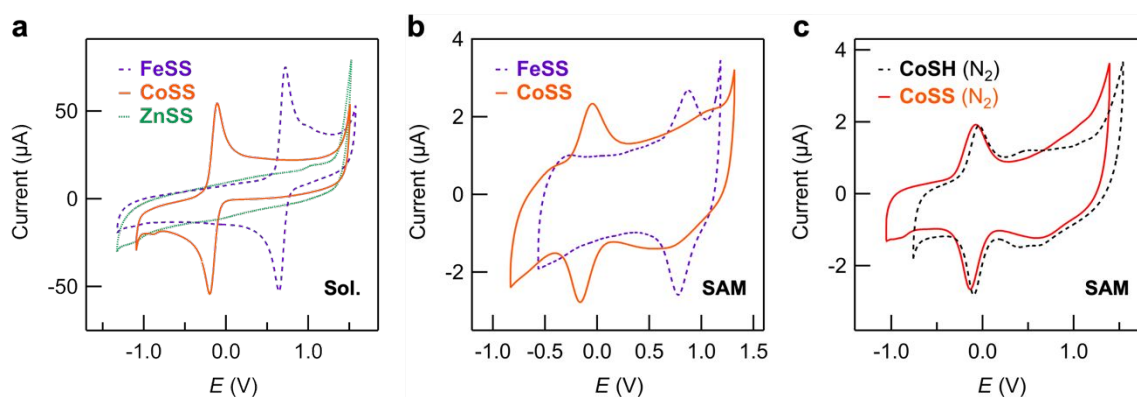 a
FeSS
CoSS
ZnSS
50
0
-50
Current (µA)
Sol.
-1.0
0.0
1.0
E (V)
b
4
FeSS
CoSS
2
0
-2
Current (µA)
SAM
-1.0
-0.5
0.0
0.5
1.0
1.5
E (V)
c
4
CoSH (N₂)
CoSS (N₂)
2
0
-2
Current (µA)
SAM
-1.0
0.0
1.0
E (V)